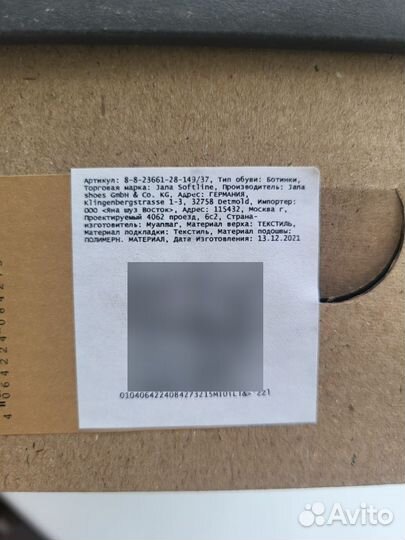 Артикул: 8-8-23661-28-149/37, Тип обуви: Ботинки,
Торговая марка: Jana Softline, Производитель: Jana
shoes GmbH & Co. KG, Адрес: ГЕРМАНИЯ,
klingenbergstrasse 1-3, 32758 Detmold, Импортер:
ООО «Яна шуз Восток», Адрес: 115432, Москва г,
Проектируемый 4062 проезд, 6с2, Страна-
изготовитель: Myanmar, Материал верха: ТЕКСТИЛЬ,
Материал подкладки: Текстиль, Материал подошвы:
ПОЛИМЕРН. МАТЕРИАЛ, Дата Изготовления: 13.12.2021
Avito